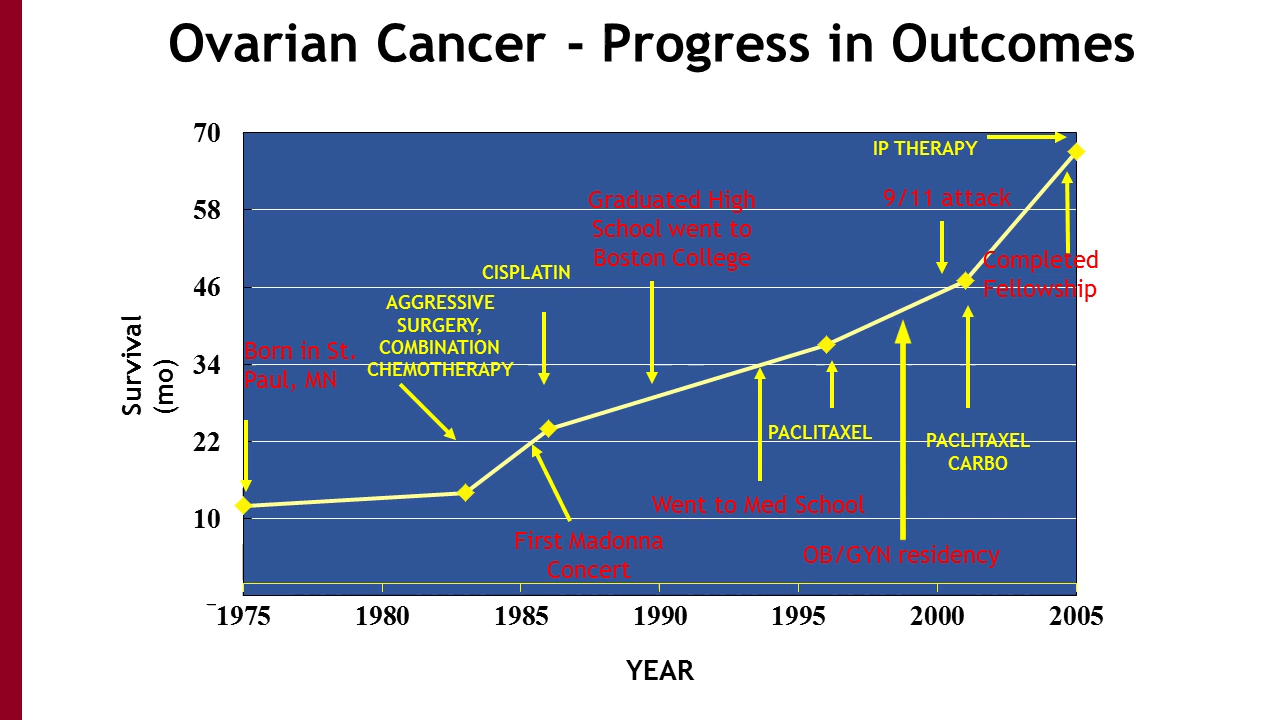 Ovarian Cancer - Progress in Outcomes
70
58
46
34
22
10
Survival
(mo)
IP THERAPY
9/11 attack
Graduated High
School went to
Boston College
Completed
Fellowship
CISPLATIN
AGGRESSIVE
SURGERY,
COMBINATION
CHEMOTHERAPY
Born in St.
Paul, MN
PACLITAXEL
PACLITAXEL
CARBO
Went to Med School
First Madonna
Concert
OB/GYN residency
1975 1980 1985 1990 1995 2000 2005
YEAR